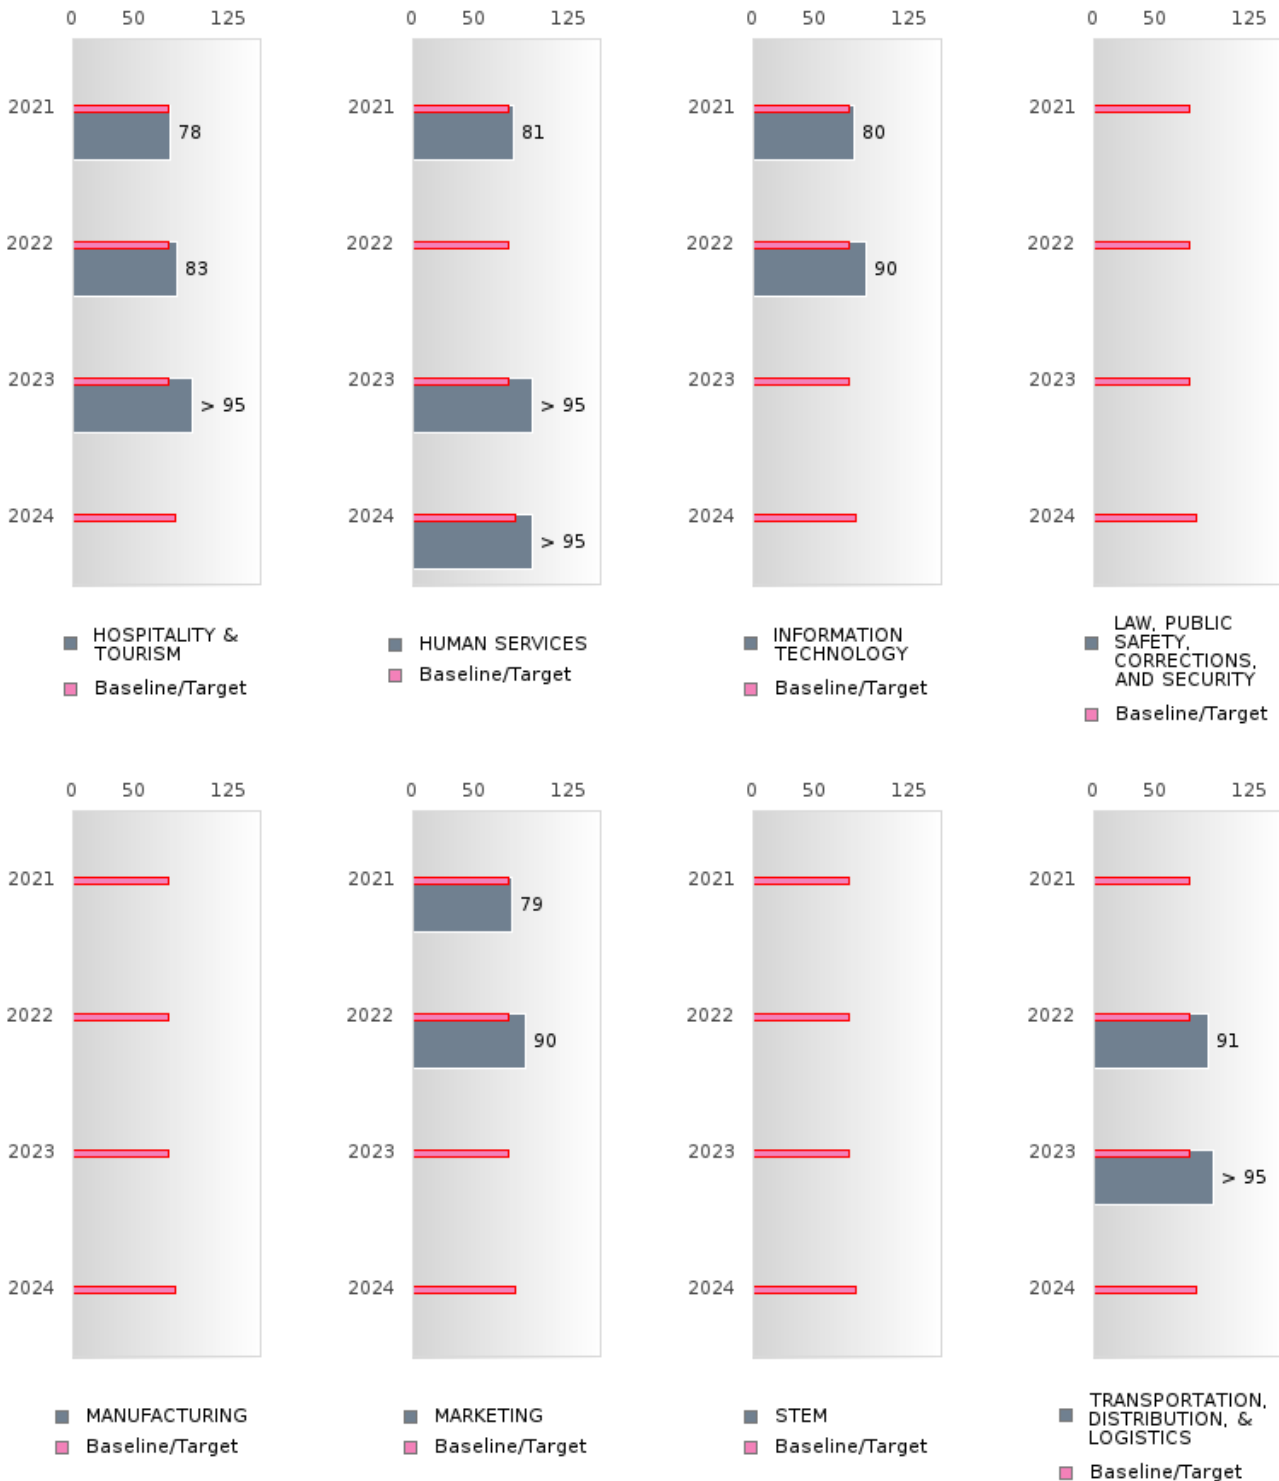 0 50 125
2021
78
2022
83
2023
> 95
2024
HOSPITALITY &
TOURISM
Baseline/Target
0 50 125
2021
81
2022
2023
> 95
2024
> 95
HUMAN SERVICES
Baseline/Target
0 50 125
2021
80
2022
90
2023
2024
INFORMATION
TECHNOLOGY
Baseline/Target
0 50 125
2021
2022
2023
2024
LAW, PUBLIC
SAFETY,
CORRECTIONS,
AND SECURITY
Baseline/Target
0 50 125
2021
2022
2023
2024
MANUFACTURING
Baseline/Target
0 50 125
2021
79
2022
90
2023
2024
MARKETING
Baseline/Target
0 50 125
2021
2022
2023
2024
STEM
Baseline/Target
0 50 125
2021
2022
91
2023
> 95
2024
TRANSPORTATION,
DISTRIBUTION, &
LOGISTICS
Baseline/Target